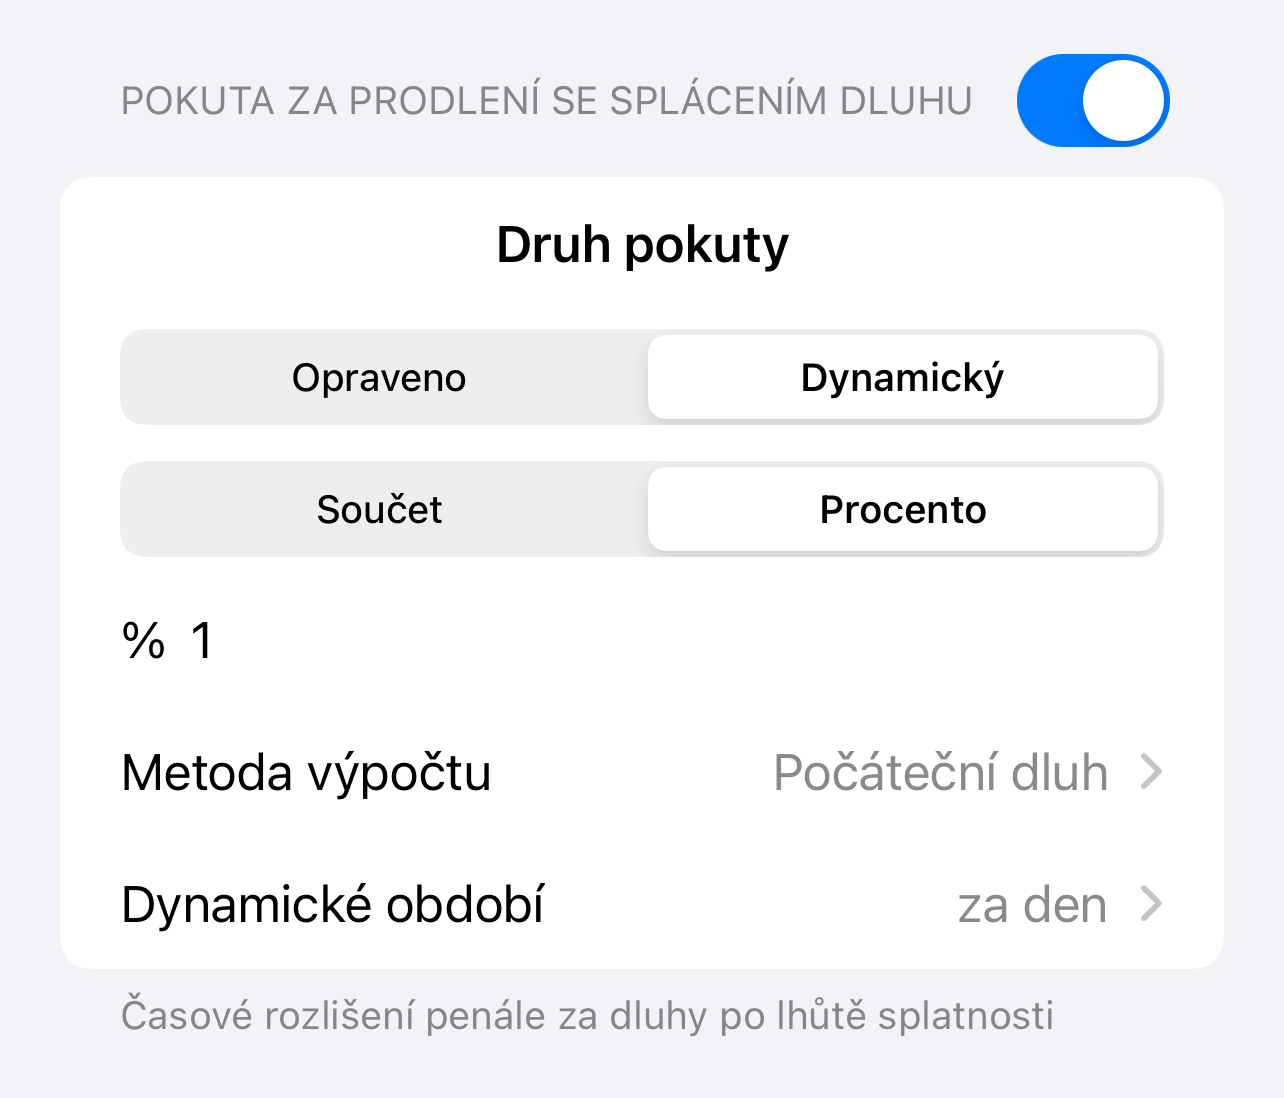 POKUTA ZA PRODLENÍ SE SPLÁCENÍM DLUHU
Druh pokuty
Opraveno Dynamický
Součet Procento
% 1
Metoda výpočtu Počáteční dluh
Dynamické období za den
Časové rozlišení penále za dluhy po lhůtě splatnosti